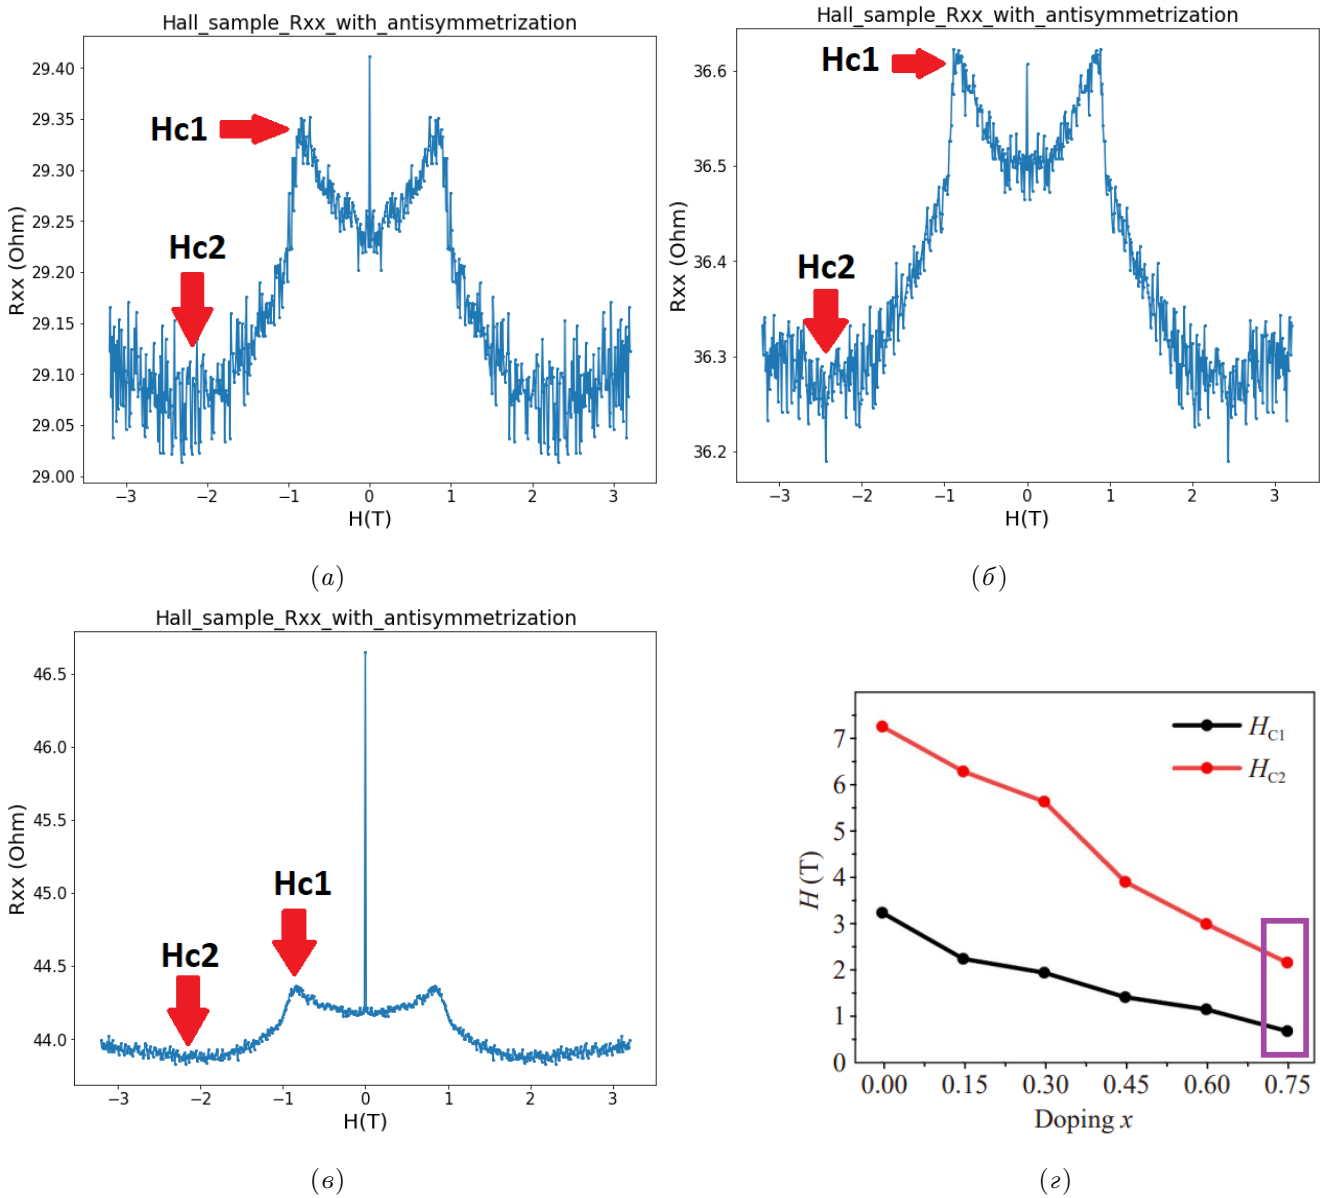 Hall_sample_Rxx_with_antisymmetrization
29.40
29.35
29.30
29.25
29.20
29.15
29.10
29.05
29.00
Rxx (Ohm)
Hc1
Hc2
−3 −2 −1 0 1 2 3
H(T)
(а)
Hall_sample_Rxx_with_antisymmetrization
36.6
36.5
36.4
36.3
36.2
Rxx (Ohm)
Hc1
Hc2
−3 −2 −1 0 1 2 3
H(T)
(б)
Hall_sample_Rxx_with_antisymmetrization
46.5
46.0
45.5
45.0
44.5
44.0
Rxx (Ohm)
Hc1
Hc2
−3 −2 −1 0 1 2 3
H(T)
(в)
7
6
5
4
3
2
1
0
H (T)
HC1
HC2
0.00 0.15 0.30 0.45 0.60 0.75
Doping x
(г)